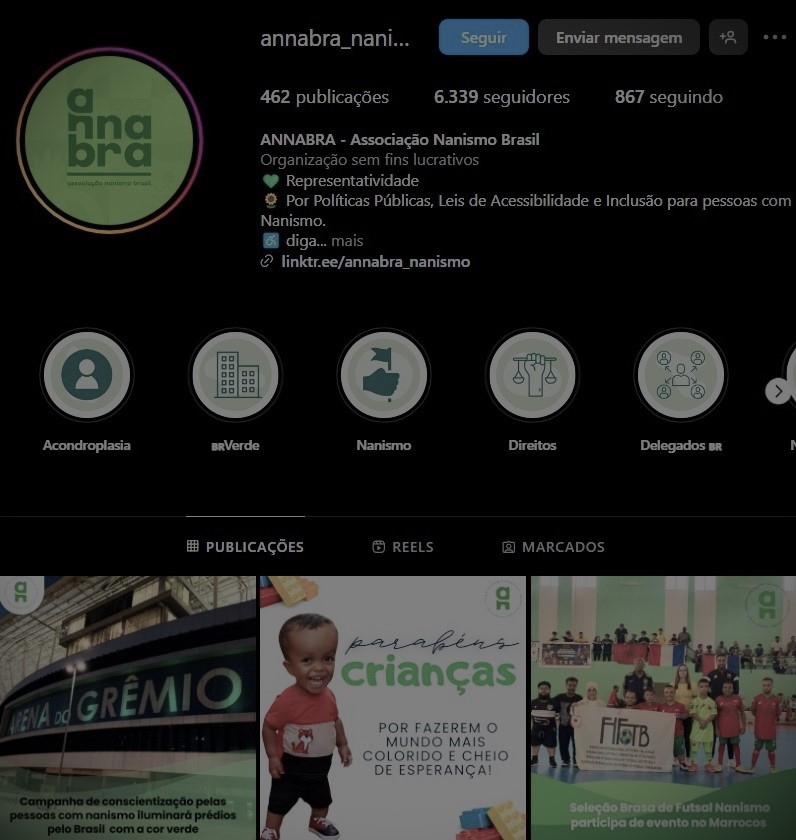 annabra_nani...
Seguir
Enviar mensagem
462 publicações
6.339 seguidores
867 seguindo
a
nna
bra
associação nanismo brasil
ANNABRA - Associação Nanismo Brasil
Organização sem fins lucrativos
💚 Representatividade
🌻 Por Políticas Públicas, Leis de Acessibilidade e Inclusão para pessoas com
Nanismo.
♿ diga... mais
linktr.ee/annabra_nanismo
Acondroplasia
BRVerde
Nanismo
Direitos
Delegados BR
N
PUBLICAÇÕES
REELS
MARCADOS
an
ARENA DO GRÊMIO
Campanha de conscientização pelas
pessoas com nanismo iluminará prédios
pelo Brasil com a cor verde
an
parabéns
crianças
POR FAZEREM O
MUNDO MAIS
COLORIDO E CHEIO
DE ESPERANÇA!
an
FIFTB
Seleção Brasa de Futsal Nanismo
participa de evento no Marrocos